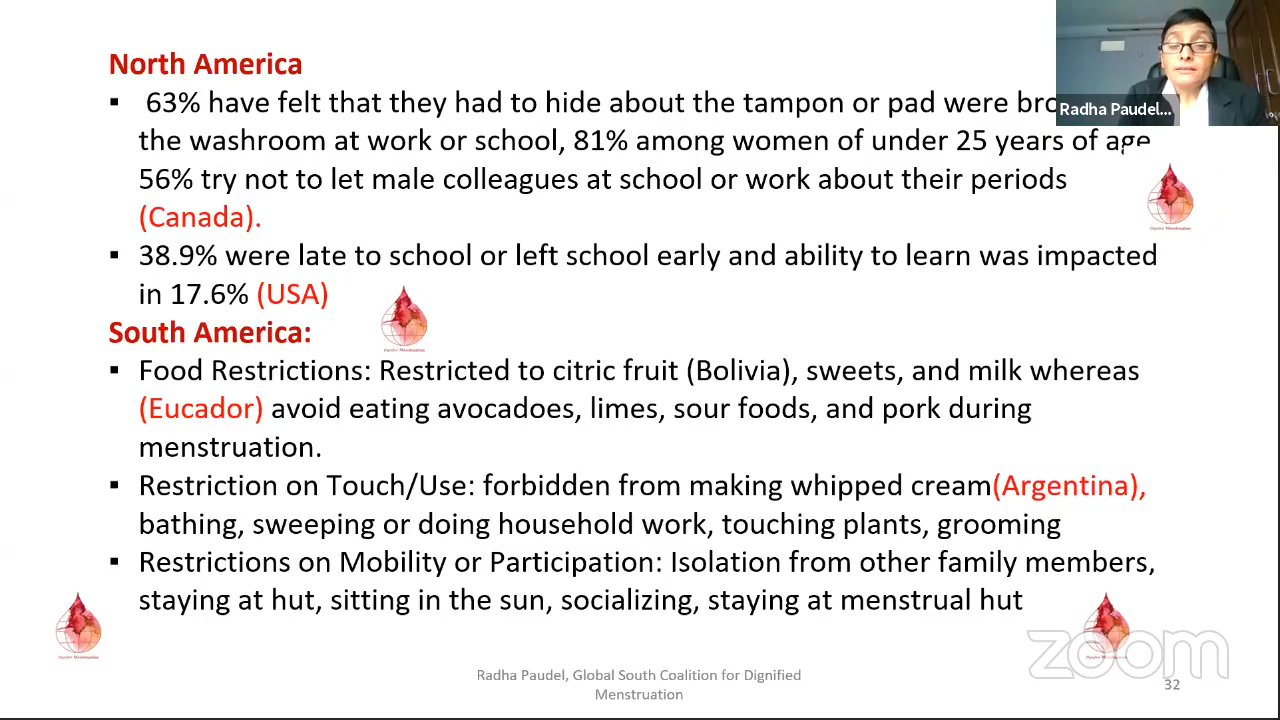 North America
63% have felt that they had to hide about the tampon or pad were
the washroom at work or school, 81% among women of under 25 years of age
56% try not to let male colleagues at school or work about their periods
(Canada).
38.9% were late to school or left school early and ability to learn was impacted
in 17.6% (USA)
South America:
Food Restrictions: Restricted to citric fruit (Bolivia), sweets, and milk whereas
(Eucador) avoid eating avocadoes, limes, sour foods, and pork during
menstruation.
Restriction on Touch/Use: forbidden from making whipped cream(Argentina),
bathing, sweeping or doing household work, touching plants, grooming
Restrictions on Mobility or Participation: Isolation from other family members,
staying at hut, sitting in the sun, socializing, staying at menstrual hut
Radha Paudel, Global South Coalition for Dignified
Menstruation
32
Radha Paudel...
zoom
Dignified Menstruation